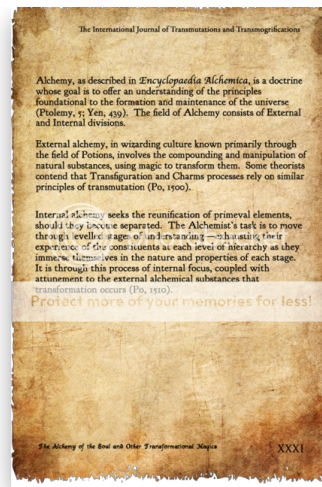 The International Journal of Transmutations and Transmogrifications
Alchemy, as described in Encyclopaedia Alchemica, is a doctrine
whose goal is to offer an understanding of the principles
foundational to the formation and maintenance of the universe
(Ptolemy, 5; Yen, 439). The field of Alchemy consists of External
and Internal divisions.
External alchemy, in wizarding culture known primarily through
the field of Potions, involves the compounding and manipulation of
natural substances, using magic to transform them. Some theorists
contend that Transfiguration and Charms processes rely on similar
principles of transmutation (Po, 1500).
Internal alchemy seeks the reunification of primeval elements,
should they become separated. The Alchemist's task is to move
through levelled stages of understanding—exhausting their
experience of the constituents at each level of hierarchy as they
immerse themselves in the nature and properties of each stage.
It is through this process of internal focus, coupled with
attunement to the external alchemical substances that
Protect more of your memories for less!
transformation occurs (Po, 1510).
The Alchemy of the Soul and Other Transformational Magics
XXXI